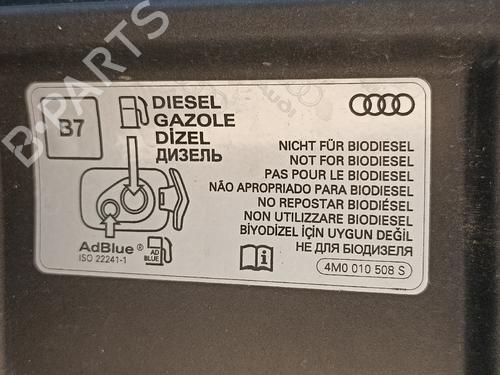 B-PARTS
B7
DIESEL
GAZOLE
DİZEL
ДИЗЕЛЬ
NICHT FÜR BIODIESEL
NOT FOR BIODIESEL
PAS POUR LE BIODIESEL
NÃO APROPRIADO PARA BIODIESEL
NO REPOSTAR BIODIÉSEL
NON UTILIZZARE BIODIESEL
BİYODİZEL İÇİN UYGUN DEĞİL
НЕ ДЛЯ БІОДИЗЕЛЯ
AdBlue®
ISO 22241-1
AD
BLUE
4M0 010 508 S